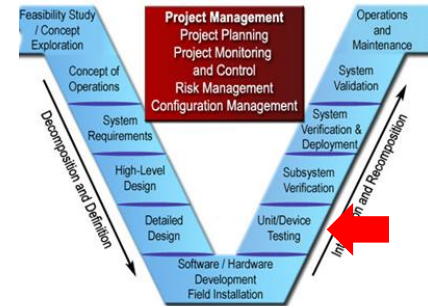 Feasibility Study
/ Concept
Exploration
Concept of
Operations
System
Requirements
High-Level
Design
Detailed
Design
Software / Hardware
Development
Field Installation
Unit/Device
Testing
Subsystem
Verification
System
Verification &
Deployment
System
Validation
Operations
and
Maintenance
Project Management
Project Planning
Project Monitoring
and Control
Risk Management
Configuration Management
Decomposition and Definition
and Recomposition